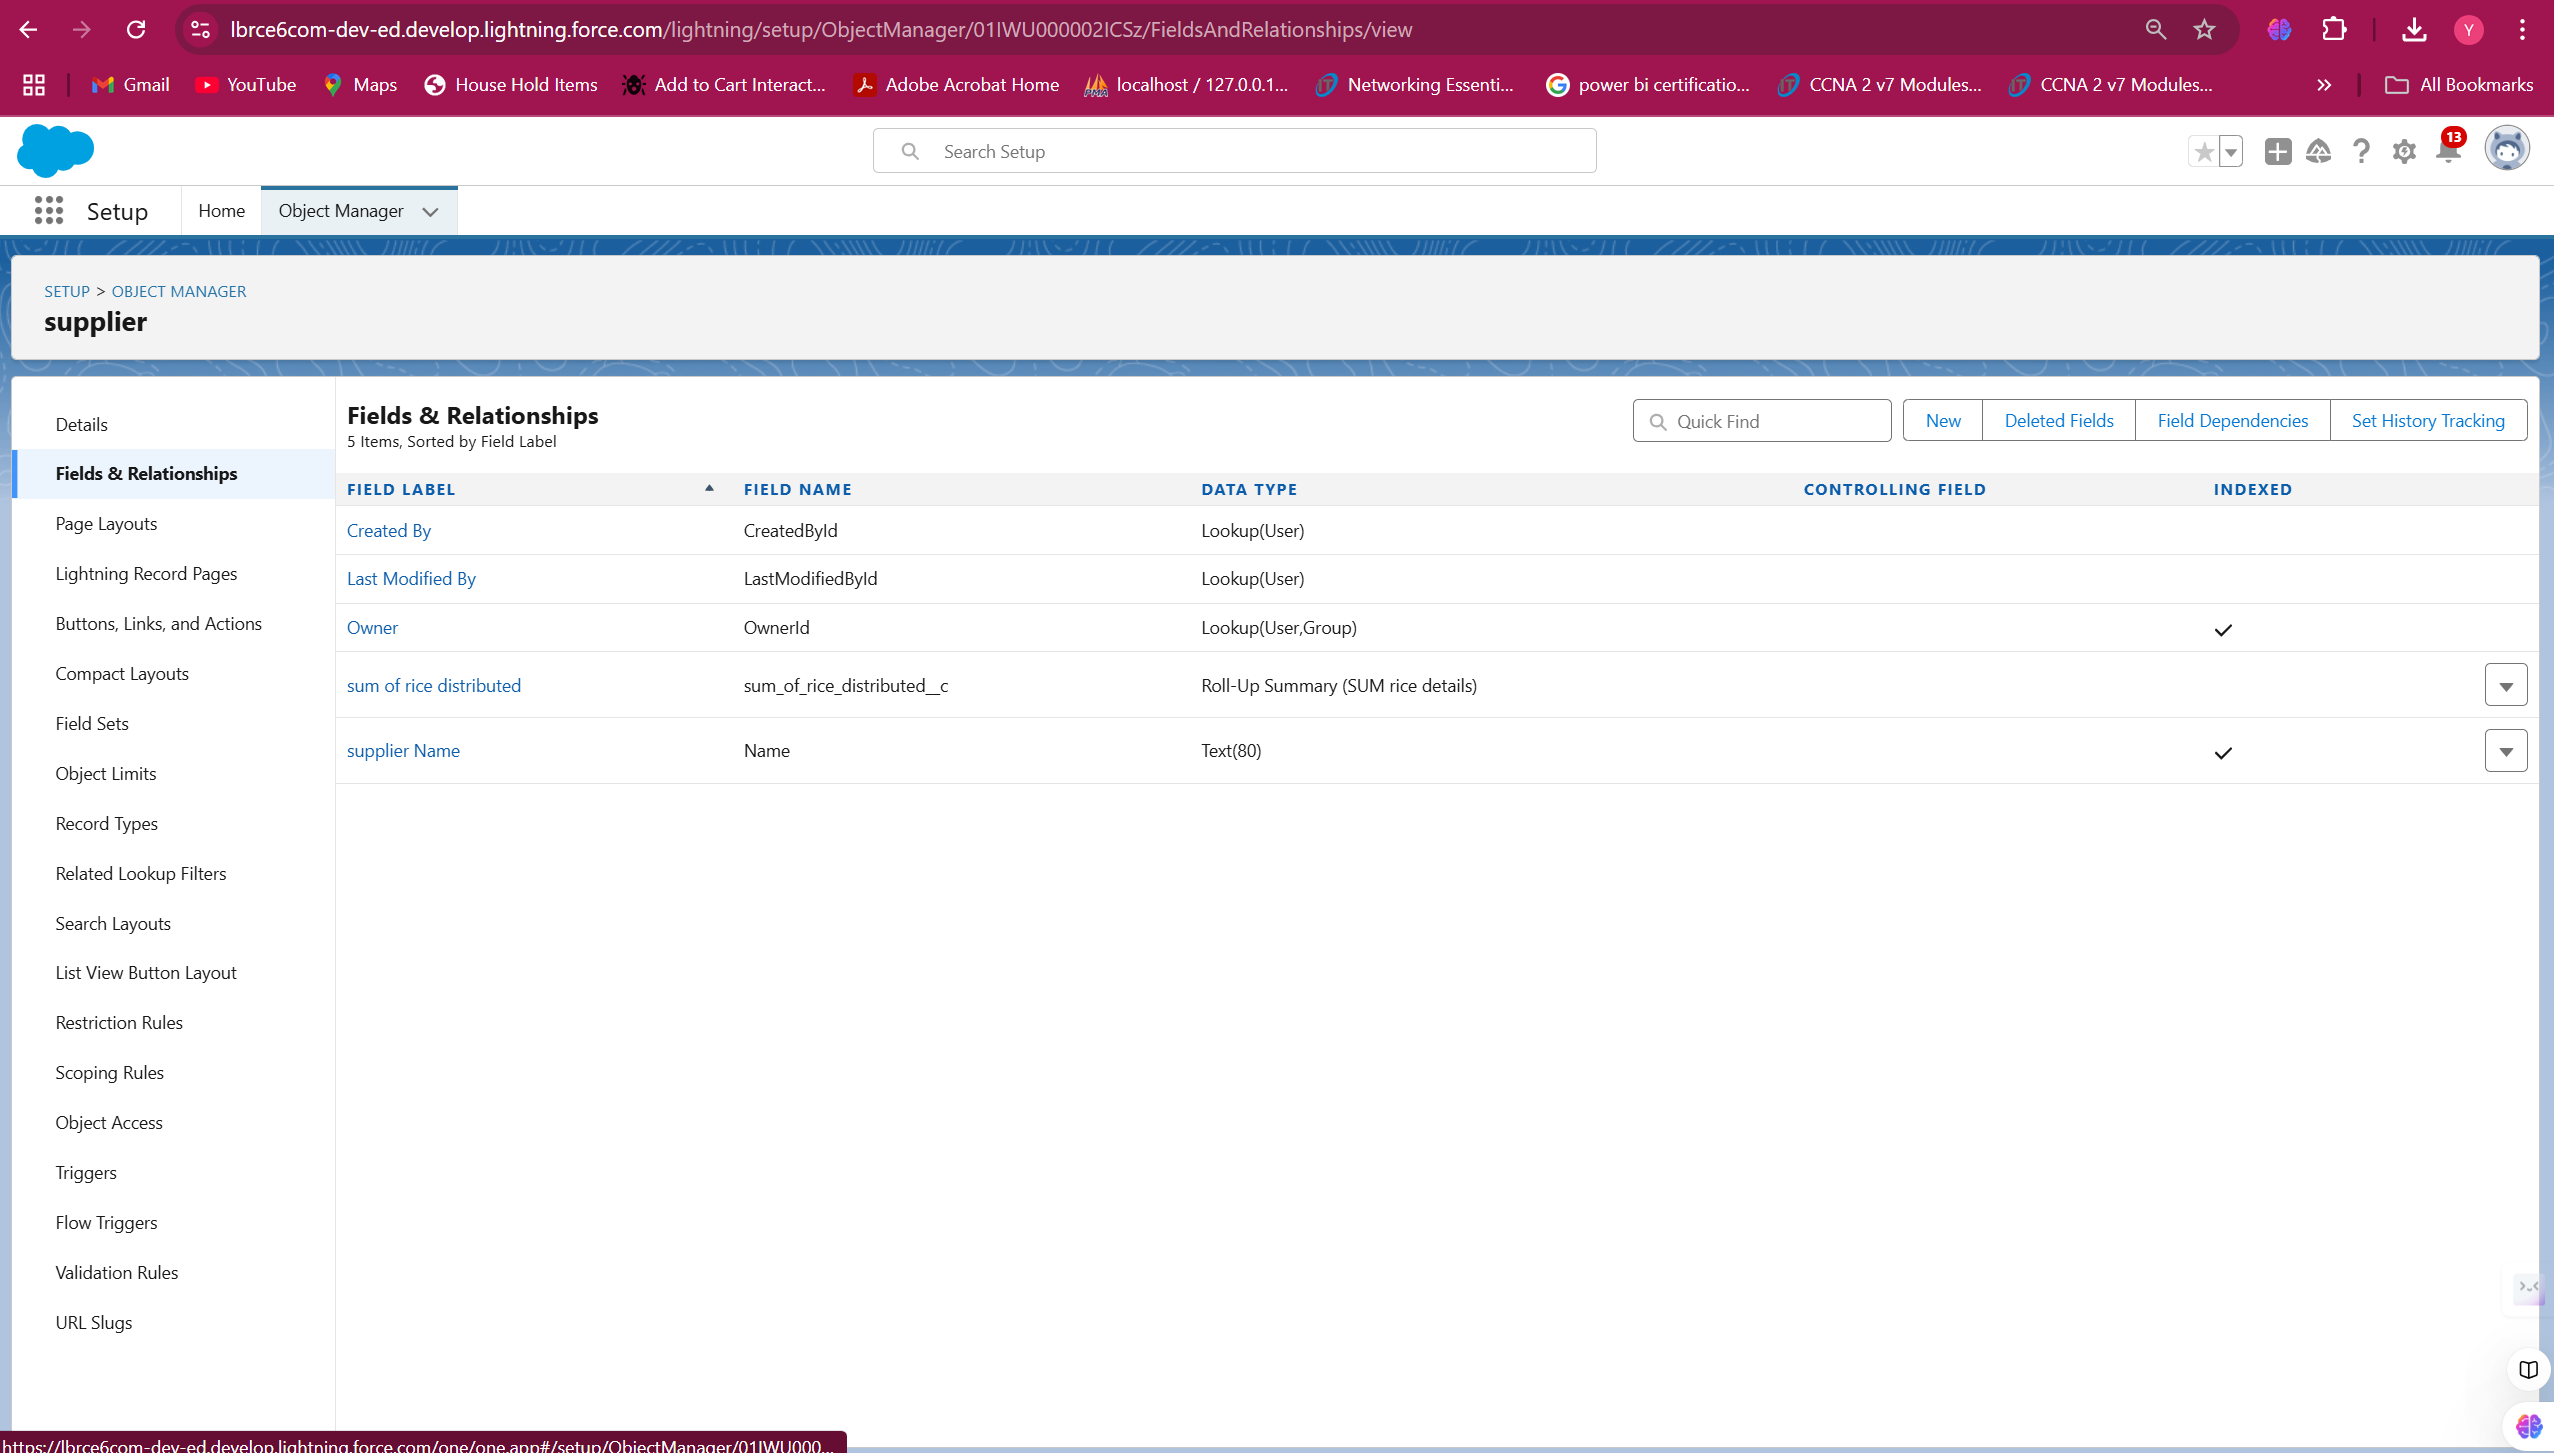 lbrce6com-dev-ed.develop.lightning.force.com/lightning/setup/ObjectManager/01IWU000002ICSz/FieldsAndRelationships/view
Y
Gmail YouTube Maps House Hold Items Add to Cart Interact... Adobe Acrobat Home localhost / 127.0.0.1... Networking Essenti... power bi certificatio... CCNA 2 v7 Modules... CCNA 2 v7 Modules... » All Bookmarks
Search Setup
13
Setup Home Object Manager
SETUP > OBJECT MANAGER
supplier
Details
Fields & Relationships
Page Layouts
Lightning Record Pages
Buttons, Links, and Actions
Compact Layouts
Field Sets
Object Limits
Record Types
Related Lookup Filters
Search Layouts
List View Button Layout
Restriction Rules
Scoping Rules
Object Access
Triggers
Flow Triggers
Validation Rules
URL Slugs
Fields & Relationships
5 Items, Sorted by Field Label
Quick Find New Deleted Fields Field Dependencies Set History Tracking
FIELD LABEL FIELD NAME DATA TYPE CONTROLLING FIELD INDEXED
Created By CreatedById Lookup(User)
Last Modified By LastModifiedById Lookup(User)
Owner OwnerId Lookup(User,Group)
sum of rice distributed sum_of_rice_distributed__c Roll-Up Summary (SUM rice details)
supplier Name Name Text(80)
https://lbrce6com-dev-ed.develop.lightning.force.com/one/one.app#/setup/ObjectManager/01IWU000...